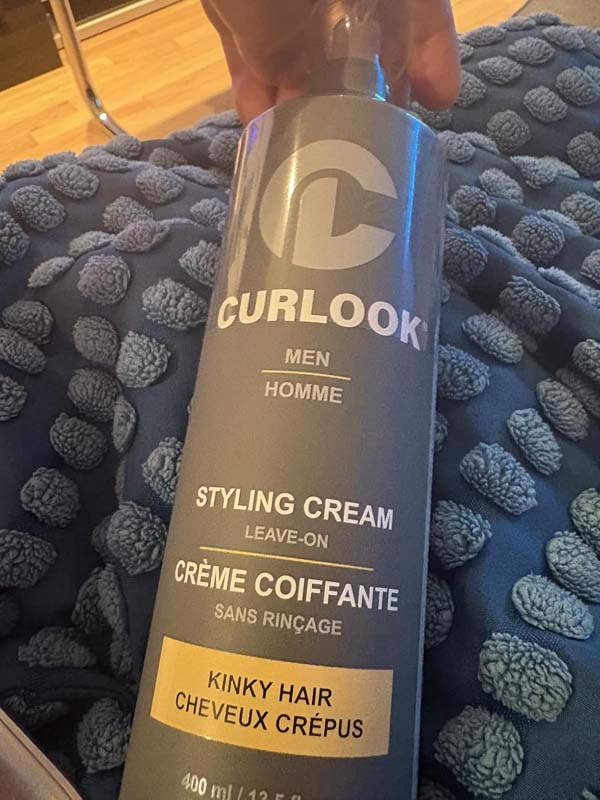 CURLOOK
MEN
HOMME
STYLING CREAM
LEAVE-ON
CRÈME COIFFANTE
SANS RINÇAGE
KINKY HAIR
CHEVEUX CRÉPUS
400 ml /